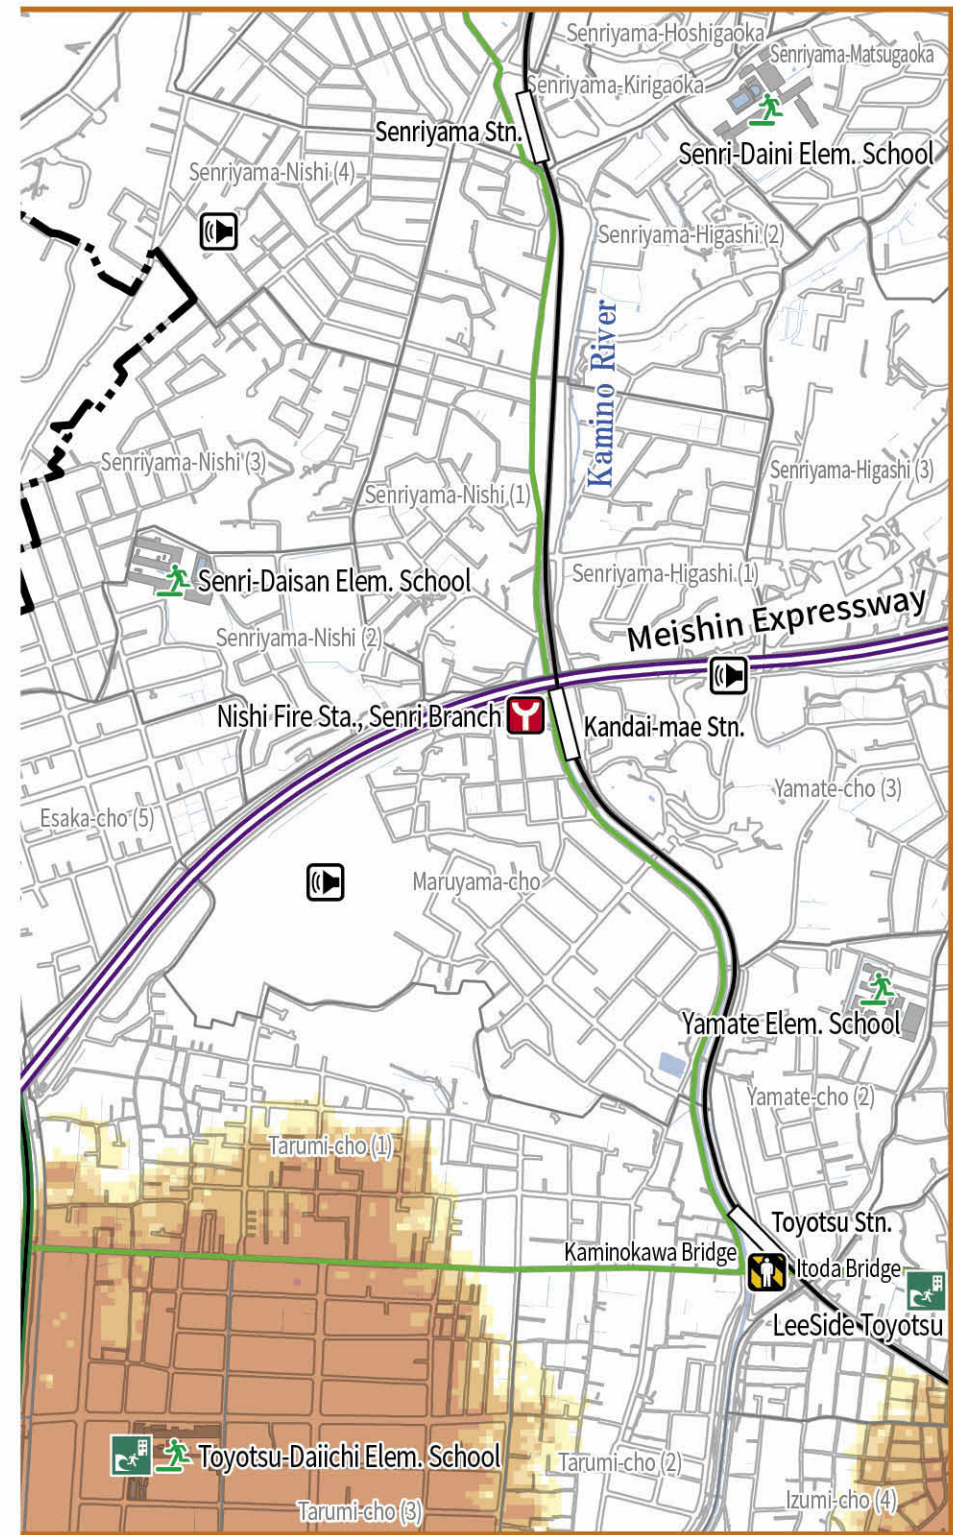 Senriyama-Hoshigaoka
Senriyama-Matsugaoka
Senriyama-Kirigaoka
Senriyama Stn.
Senri-Daini Elem. School
Senriyama-Nishi (4)
Senriyama-Higashi (2)
Kamino River
Senriyama-Nishi (3)
Senriyama-Higashi (3)
Senriyama-Nishi (1)
Senriyama-Higashi (1)
Senri-Daisan Elem. School
Meishin Expressway
Senriyama-Nishi (2)
Nishi Fire Sta., Senri Branch
Kandai-mae Stn.
Yamate-cho (3)
Esaka-cho (5)
Maruyama-cho
Yamate Elem. School
Yamate-cho (2)
Tarumi-cho (1)
Toyotsu Stn.
Kaminokawa Bridge
Itoda Bridge
LeeSide Toyotsu
Toyotsu-Daiichi Elem. School
Tarumi-cho (2)
Izumi-cho (4)
Tarumi-cho (3)